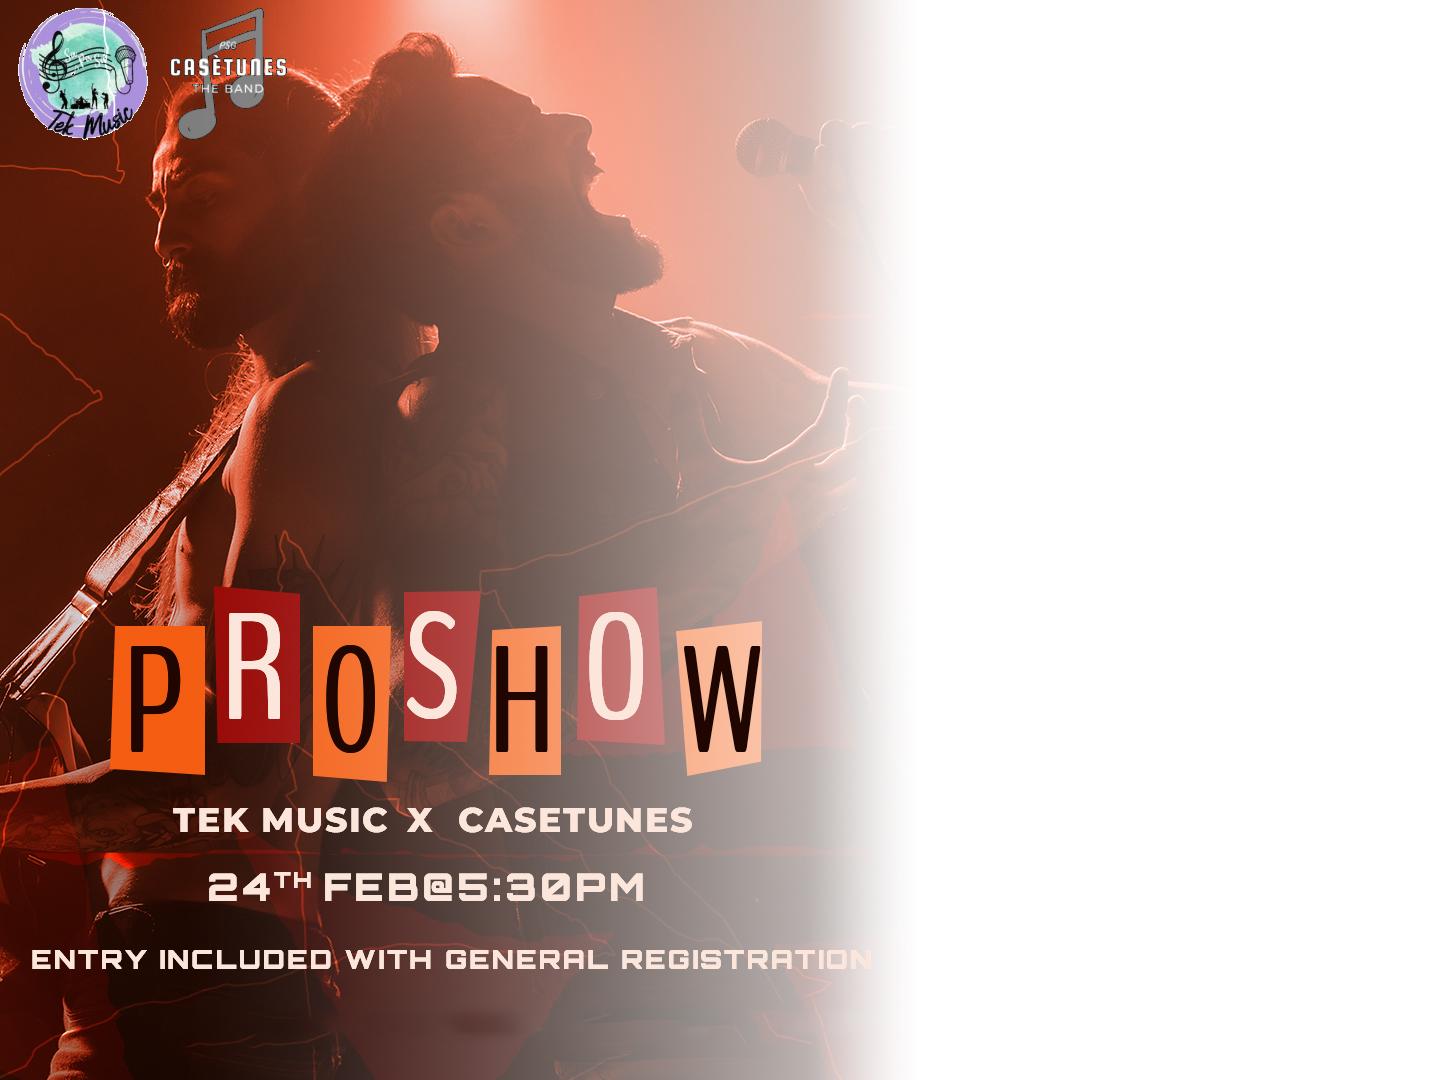 Tek Music
PSG
CASÈTUNES
THE BAND
PROSHOW
TEK MUSIC X CASETUNES
24TH FEB@5:30PM
ENTRY INCLUDED WITH GENERAL REGISTRATION